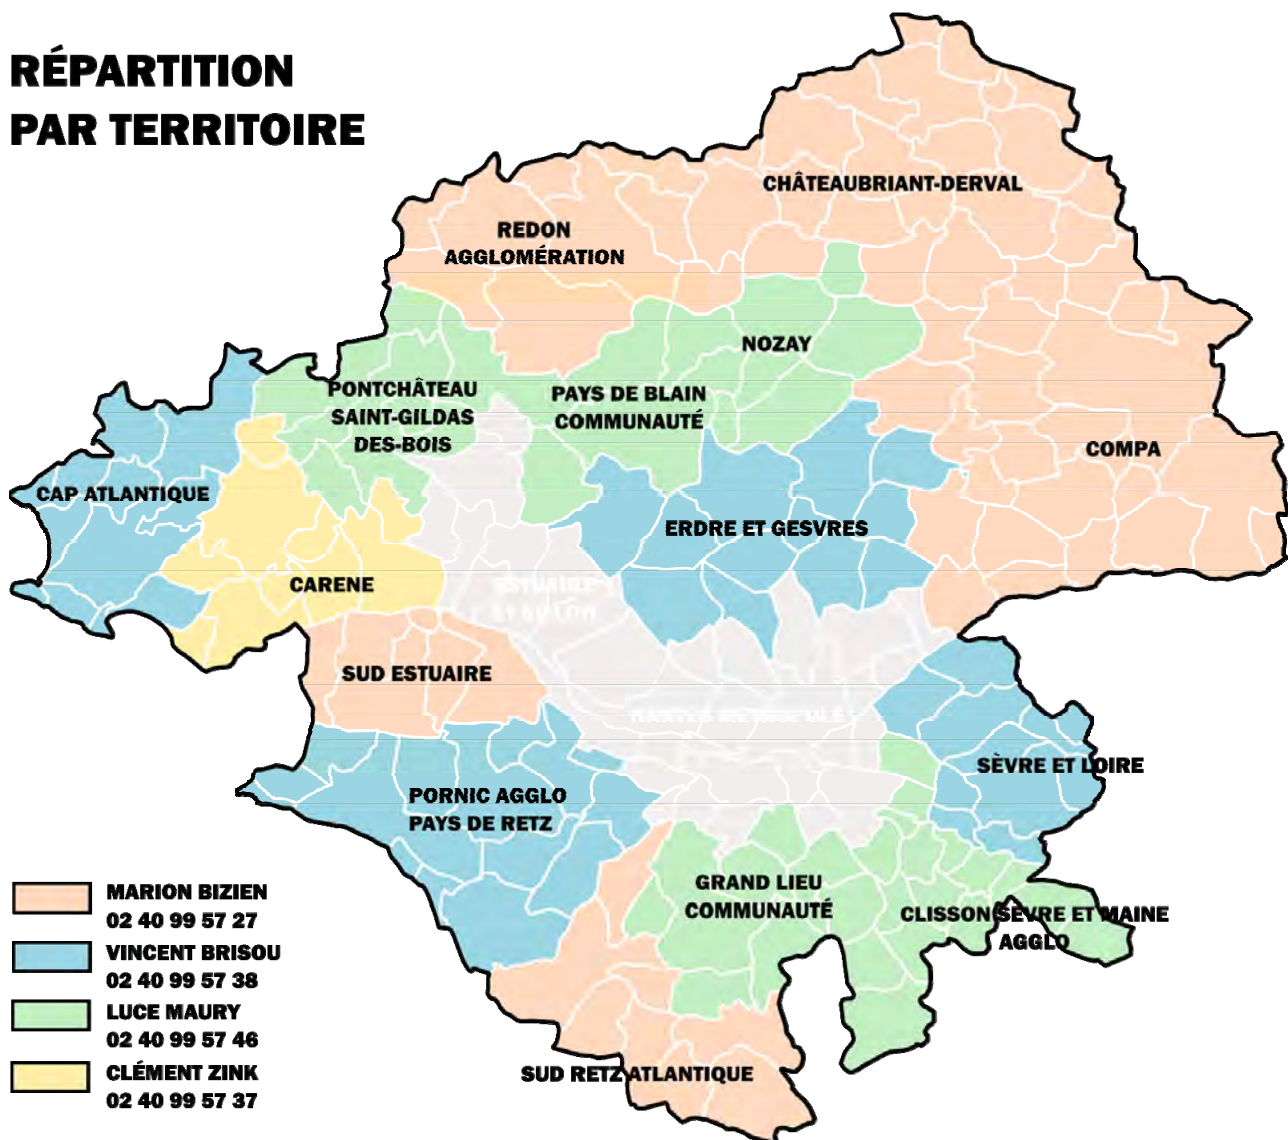 RÉPARTITION
PAR TERRITOIRE
CHÂTEAUBRIANT-DERVAL
REDON
AGGLOMÉRATION
NOZAY
PONTCHÂTEAU
SAINT-GILDAS
DES-BOIS
PAYS DE BLAIN
COMMUNAUTÉ
COMPA
CAP ATLANTIQUE
ERDRE ET GESVRES
CARENE
ESTUAIRE
SUD ESTUAIRE
SÈVRE ET LOIRE
PORNIC AGGLO
PAYS DE RETZ
GRAND LIEU
COMMUNAUTÉ
CLISSON SÈVRE ET MAINE
AGGLO
SUD RETZ ATLANTIQUE
MARION BIZIEN
02 40 99 57 27
VINCENT BRISOU
02 40 99 57 38
LUCE MAURY
02 40 99 57 46
CLÉMENT ZINK
02 40 99 57 37